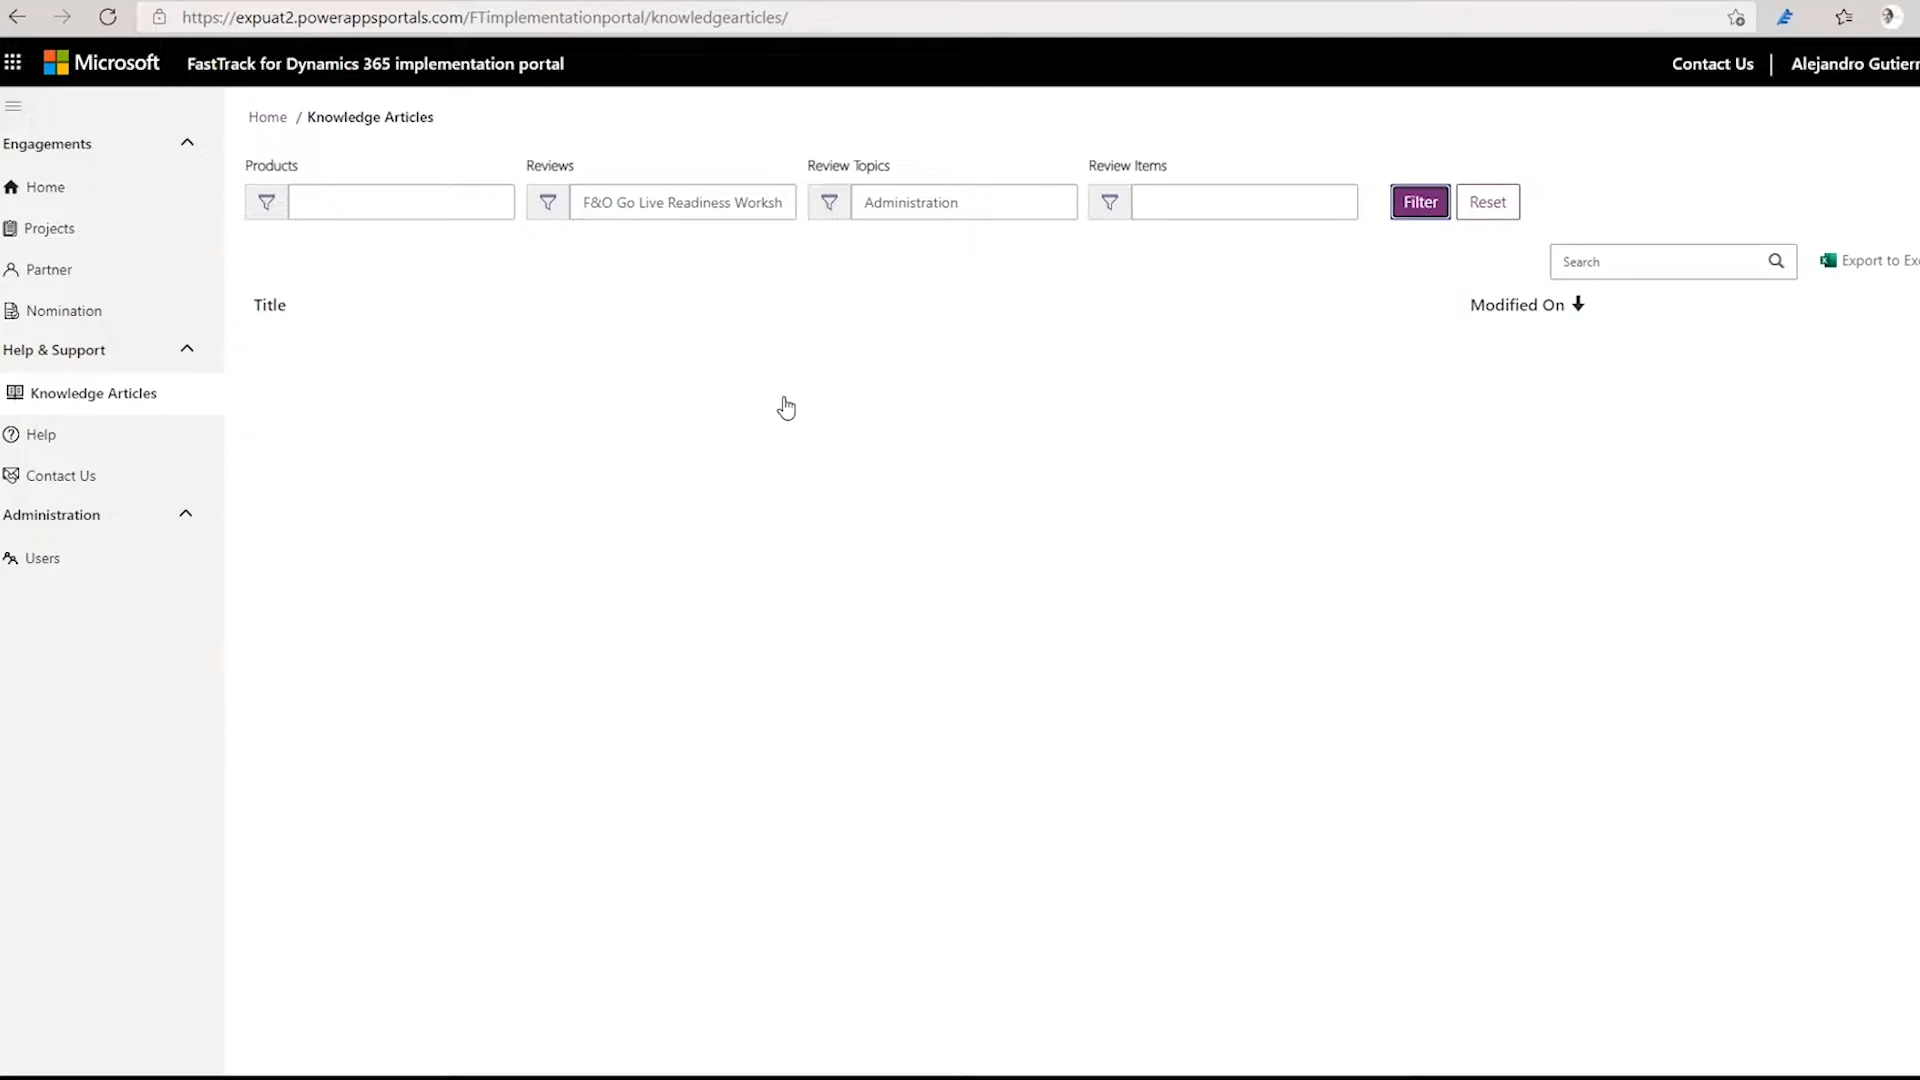 https://expuat2.powerappsportals.com/FTimplementationportal/knowledgearticles/
Microsoft FastTrack for Dynamics 365 implementation portal Contact Us | Alejandro Gutierr
Home / Knowledge Articles
Engagements
Home
Projects
Partner
Nomination
Help & Support
Knowledge Articles
Help
Contact Us
Administration
Users
Products Reviews Review Topics Review Items
F&O Go Live Readiness Worksh Administration Filter Reset
Search Export to Exc
Title Modified On